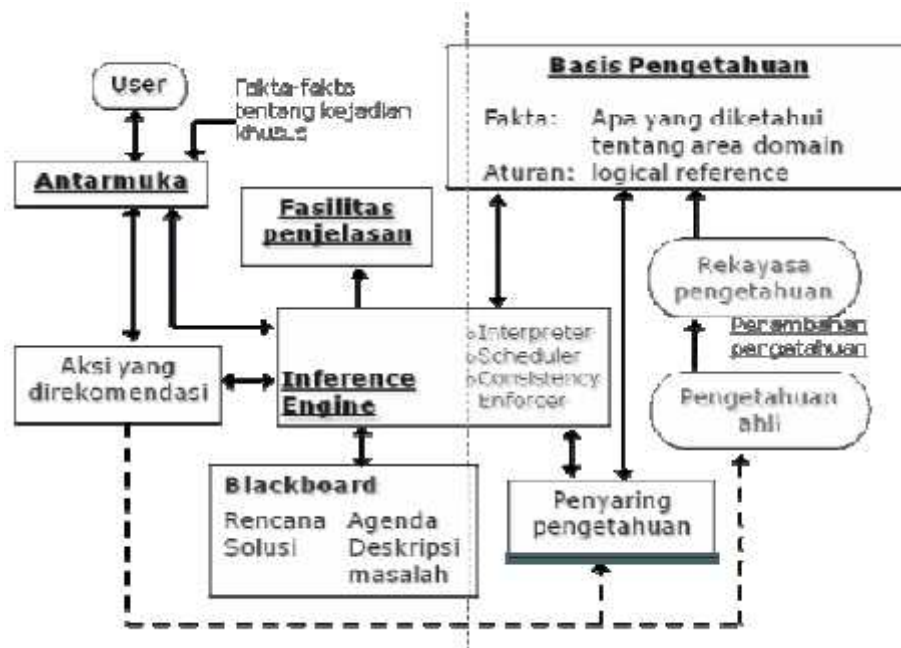 User
Fakta-fakta
tentang kejadian
khusus
Antarmuka
Fasilitas
penjelasan
Basis Pengetahuan
Fakta: Apa yang diketahui
tentang area domain
Aturan: logical reference
Rekayasa
pengetahuan
Penambahan
pengetahuan
Pengetahuan
ahli
Aksi yang
direkomendasi
Inference
Engine
Interpreter
Scheduler
Consistency
Enforcer
Blackboard
Rencana Agenda
Solusi Deskripsi
masalah
Penyaring
pengetahuan